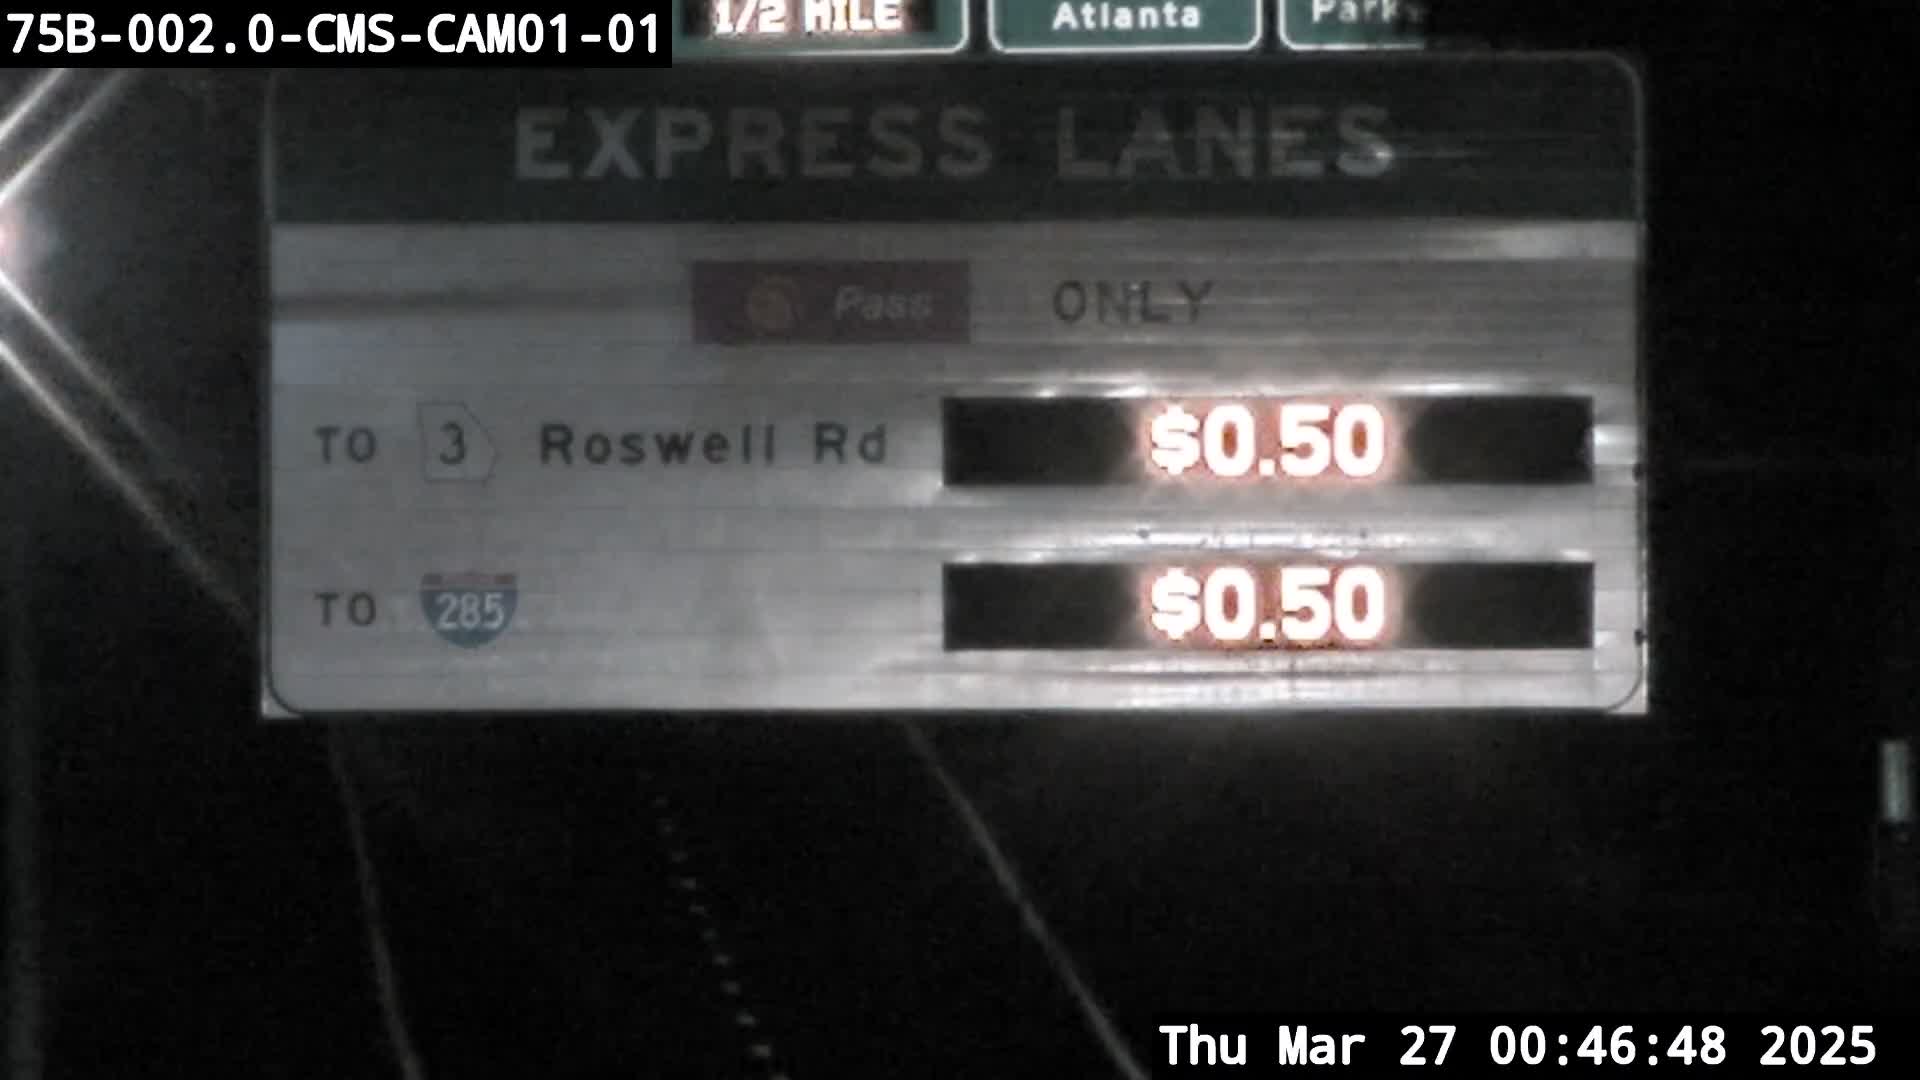 75B-002.0-CMS-CAM01-01
1/2 MILE
Atlanta
EXPRESS LANES
Pass ONLY
TO 3 Roswell Rd $0.50
TO 285 $0.50
Thu Mar 27 00:46:48 2025